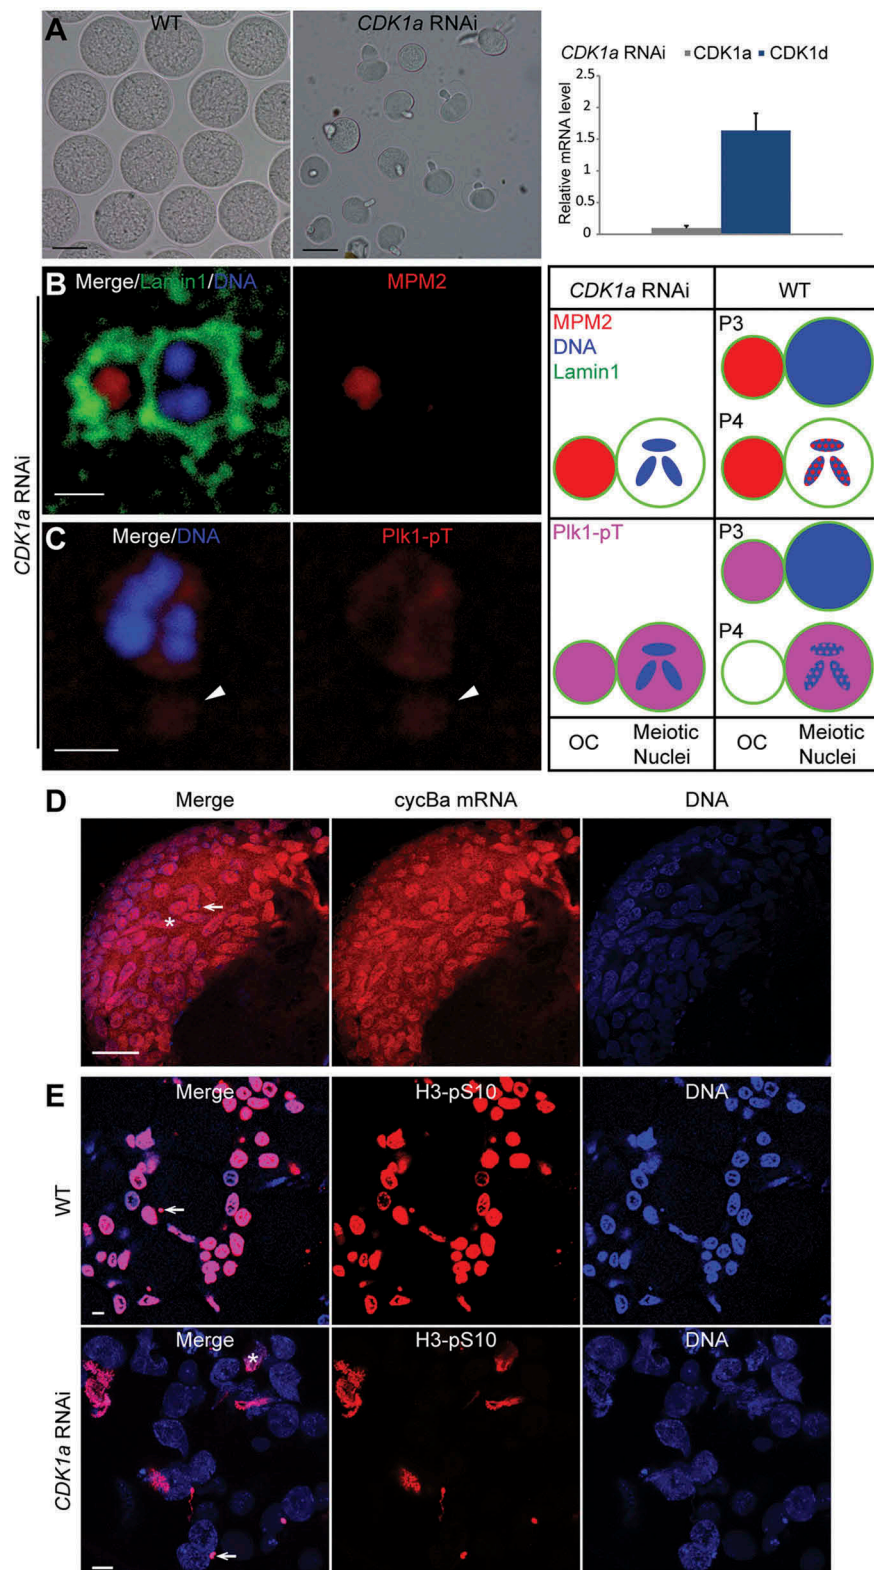 A
WT
CDK1a RNAi
CDK1a RNAi CDK1a CDK1d
Relative mRNA level
2.5
2
1.5
1
0.5
0
CDK1a RNAi
B
Merge/Lamin1/DNA
MPM2
C
Merge/DNA
Plk1-pT
CDK1a RNAi
WT
MPM2
DNA
Lamin1
P3
P4
Plk1-pT
P3
P4
OC
Meiotic
Nuclei
OC
Meiotic
Nuclei
D
Merge
cycBa mRNA
DNA
*
E
WT
Merge
H3-pS10
DNA
CDK1a RNAi
Merge
H3-pS10
DNA
*